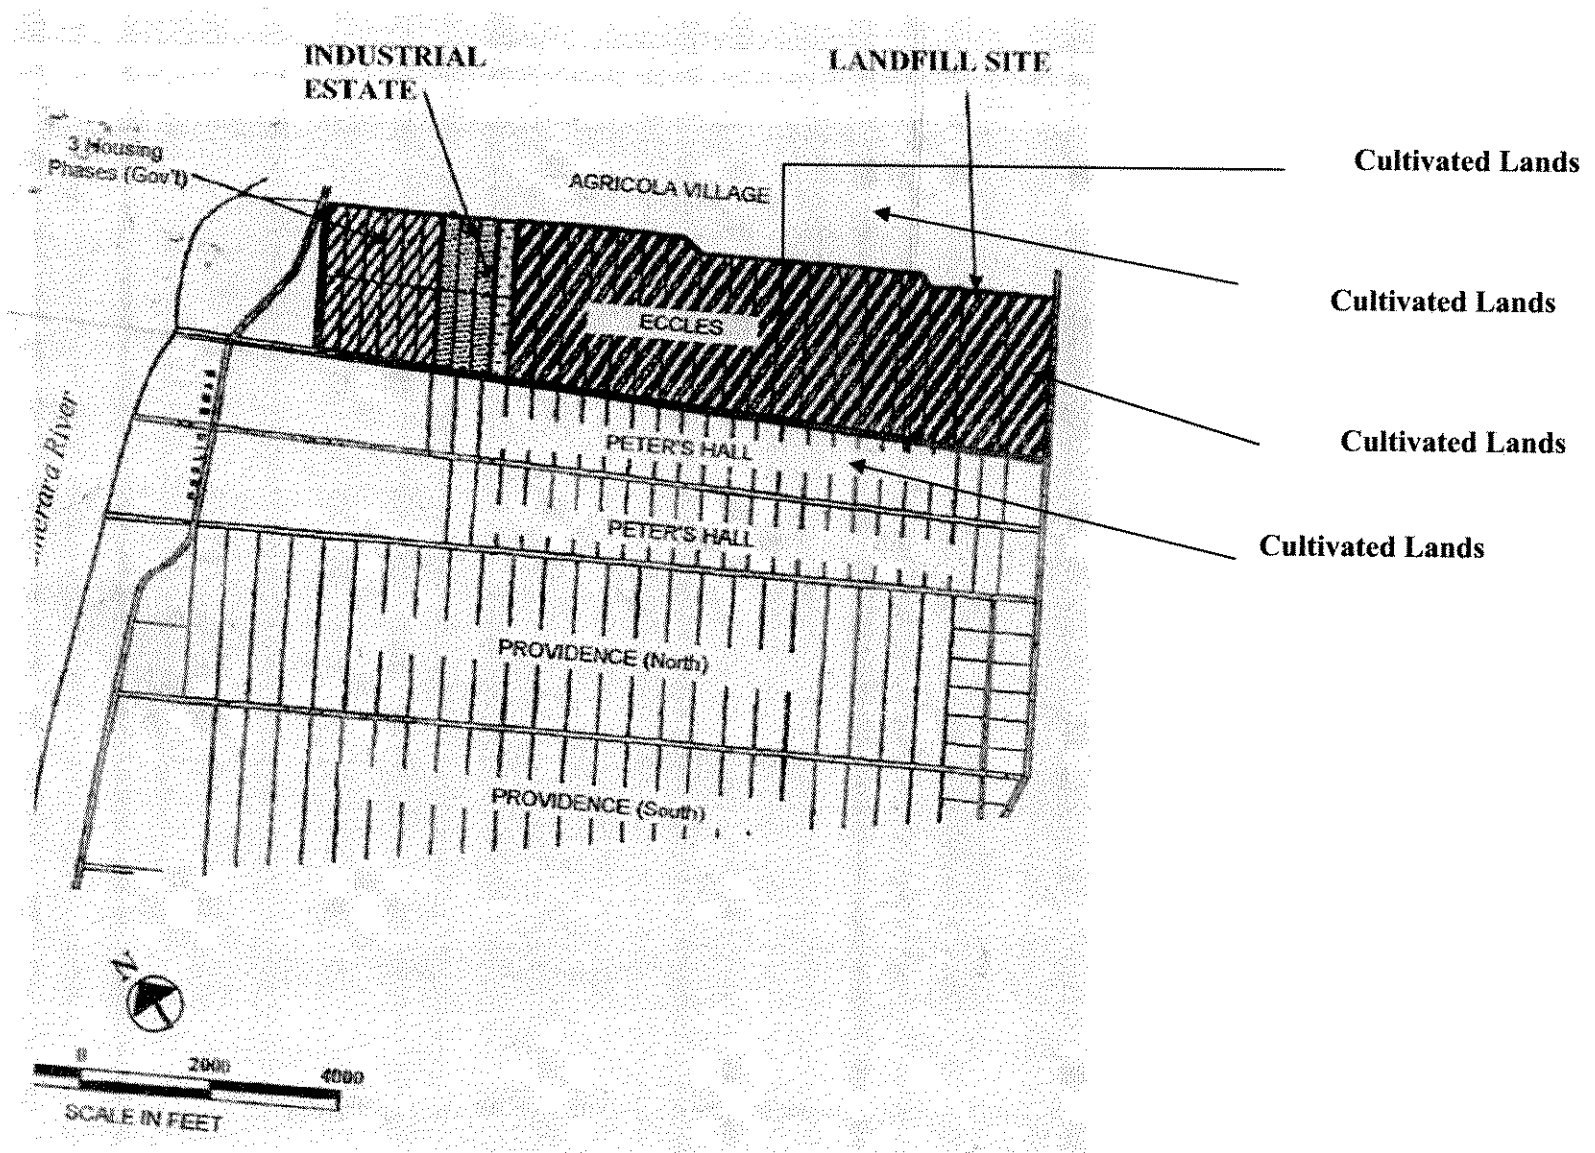 INDUSTRIAL
ESTATE
LANDFILL SITE
3 Housing
Phases (Gov't)
AGRICOLA VILLAGE
Cultivated Lands
Cultivated Lands
ECCLES
Cultivated Lands
PETER'S HALL
PETER'S HALL
Cultivated Lands
River
PROVIDENCE (North)
PROVIDENCE (South)
N
0 2000 4000
SCALE IN FEET